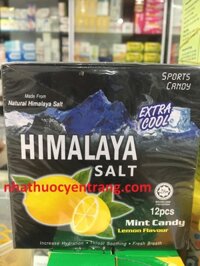 SPORTS
CANDY
Made From
Natural Himalaya Salt
EXTRA
COOL
HIMALAYA
SALT
nhathuocyentrang.com
12pcs
Mint Candy
Lemon Flavour
Increase Hydration • Throat Soothing • Fresh Breath